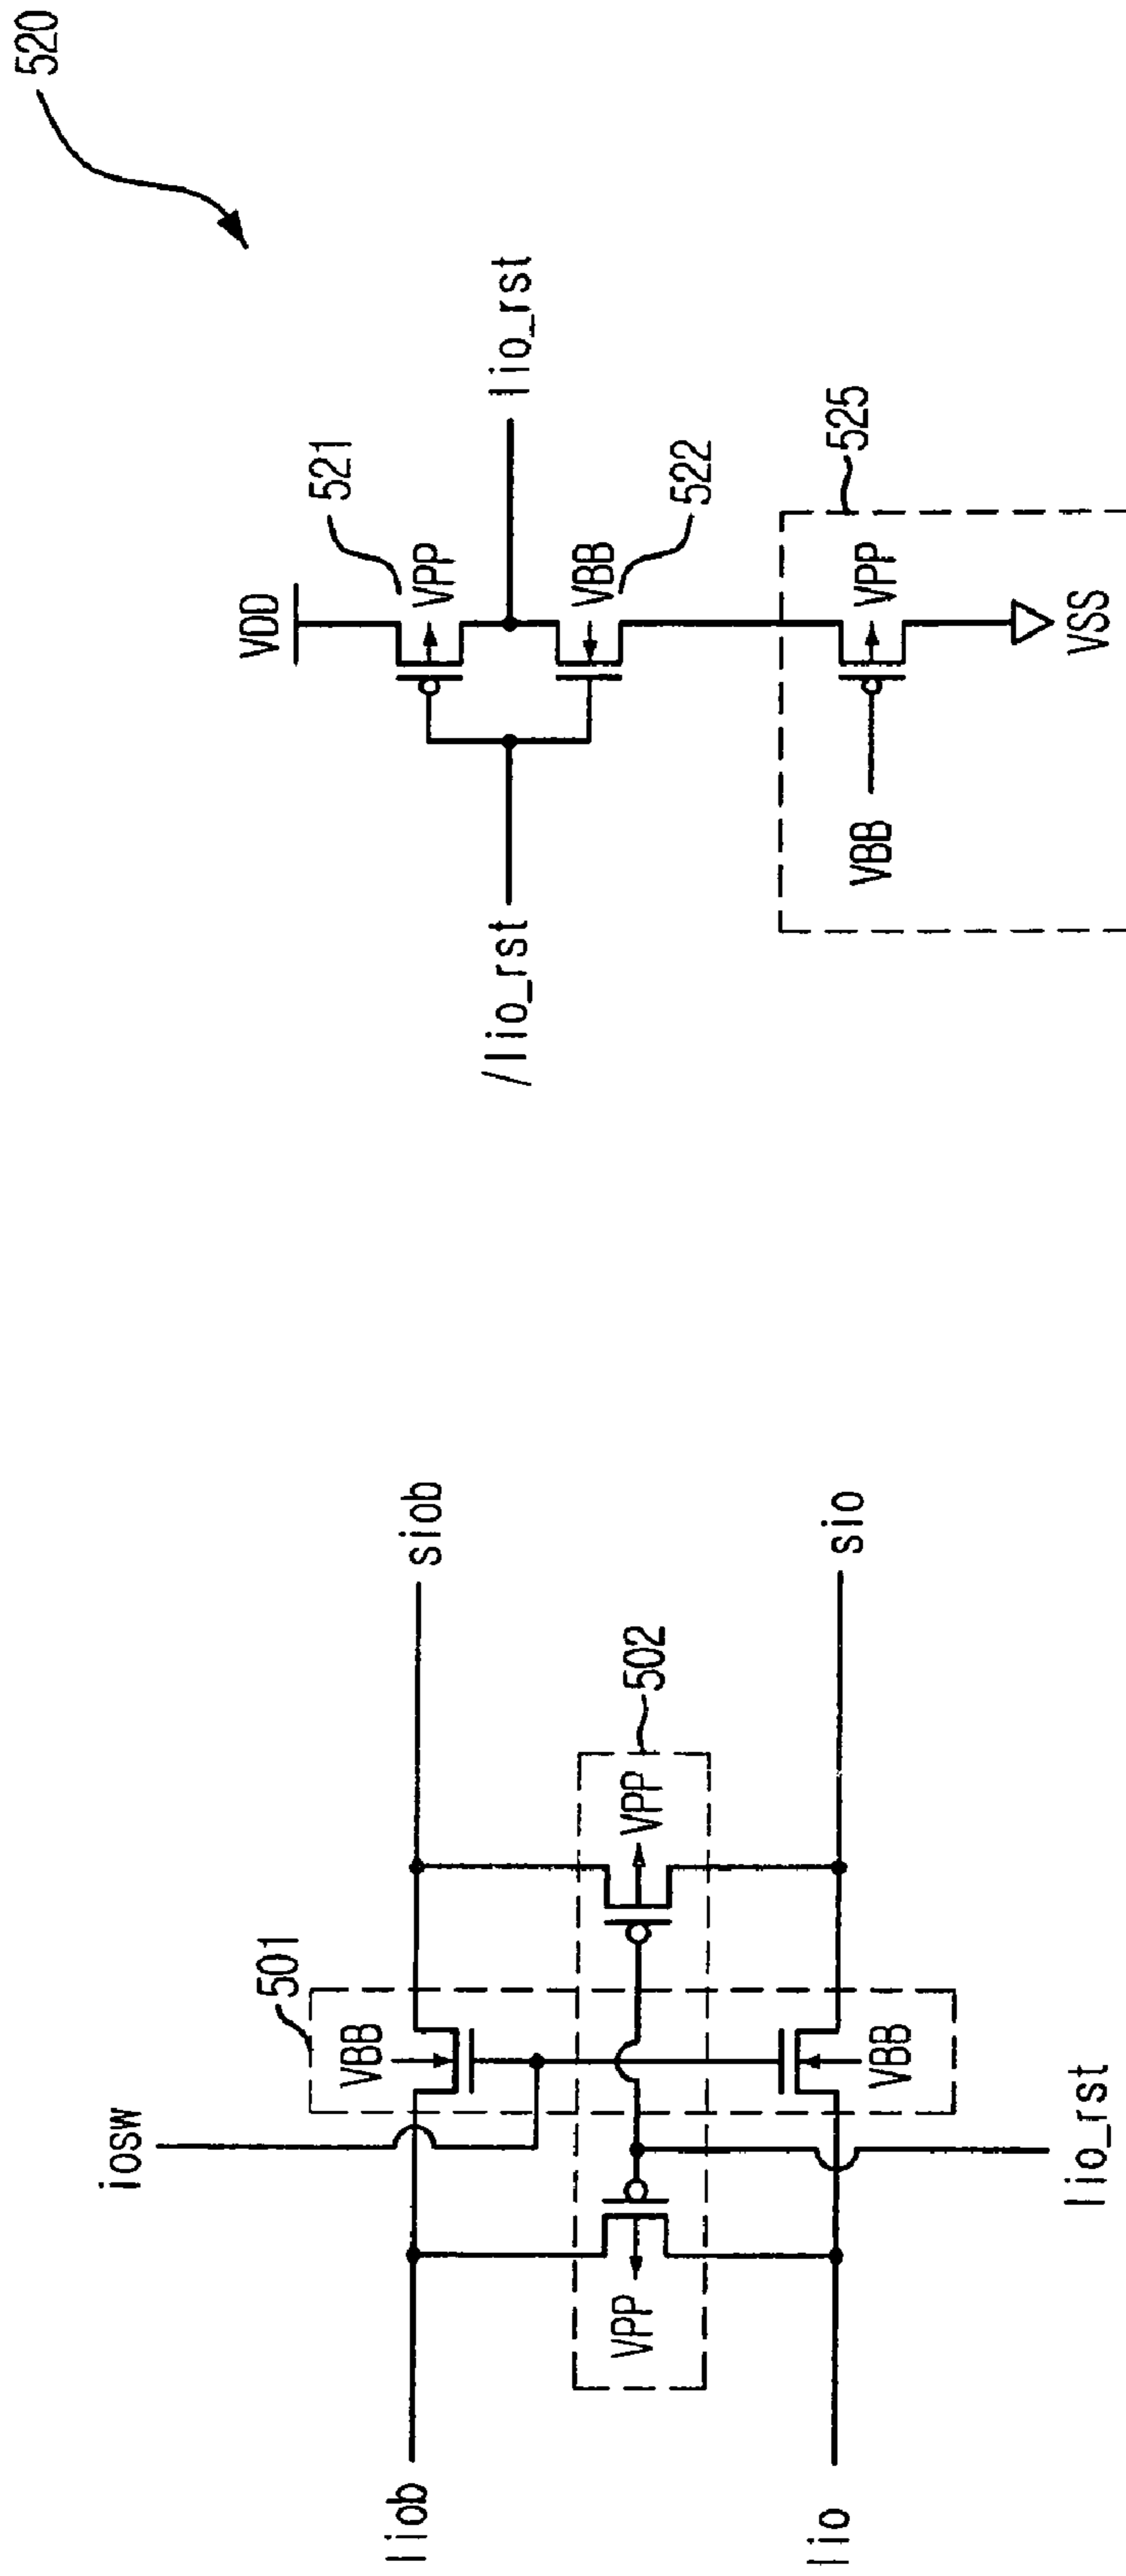 520
VDD
521
VPP
lio_rst
/lio_rst
VBB
522
525
VPP
VBB
VSS
iosw
501
VBB
siob
liob
502
VPP
VPP
sio
lio
VBB
lio_rst